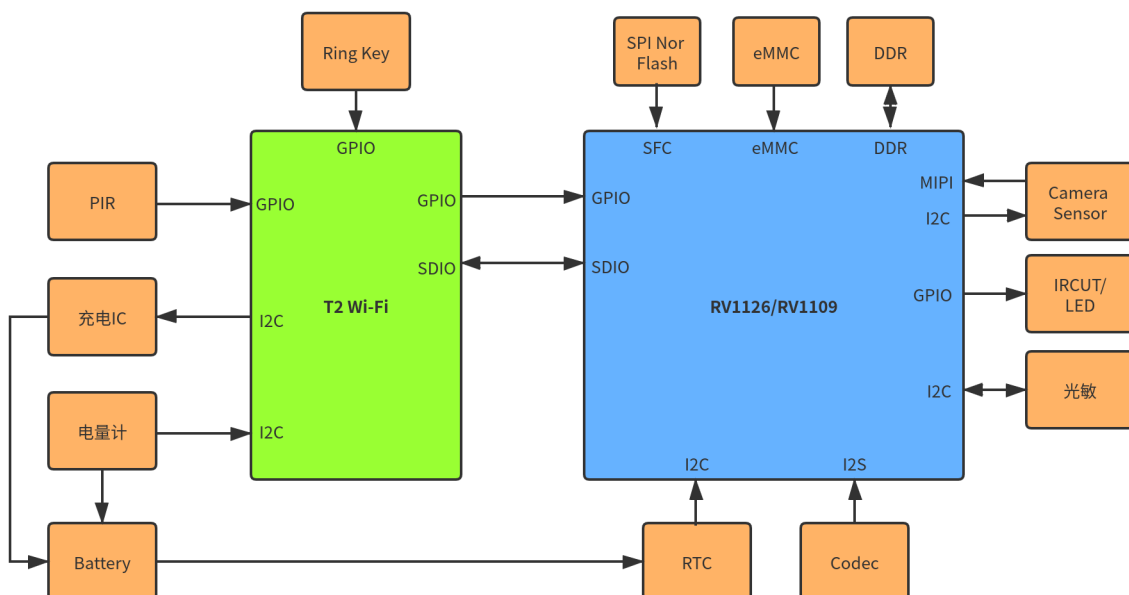 Ring Key
SPI Nor
Flash
eMMC
DDR
GPIO
SFC
eMMC
DDR
PIR
GPIO
GPIO
GPIO
MIPI
I2C
Camera
Sensor
SDIO
SDIO
T2 Wi-Fi
RV1126/RV1109
GPIO
IRCUT/
LED
充电IC
I2C
I2C
光敏
电量计
I2C
I2C
I2S
Battery
RTC
Codec